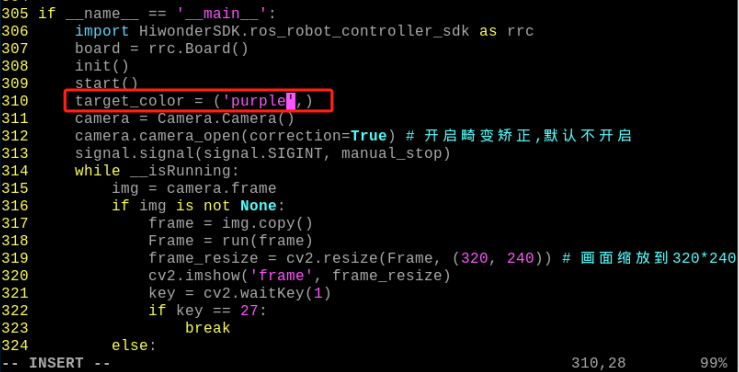 305 if __name__ == '__main__':
306     import HiwonderSDK.ros_robot_controller_sdk as rrc
307     board = rrc.Board()
308     init()
309     start()
310     target_color = ('purple',)
311     camera = Camera.Camera()
312     camera.camera_open(correction=True) # 开启畸变矫正,默认不开启
313     signal.signal(signal.SIGINT, manual_stop)
314     while __isRunning:
315         img = camera.frame
316         if img is not None:
317             frame = img.copy()
318             Frame = run(frame)
319             frame_resize = cv2.resize(Frame, (320, 240)) # 画面缩放到320*240
320             cv2.imshow('frame', frame_resize)
321             key = cv2.waitKey(1)
322             if key == 27:
323                 break
324         else:
-- INSERT -- 310,28 99%